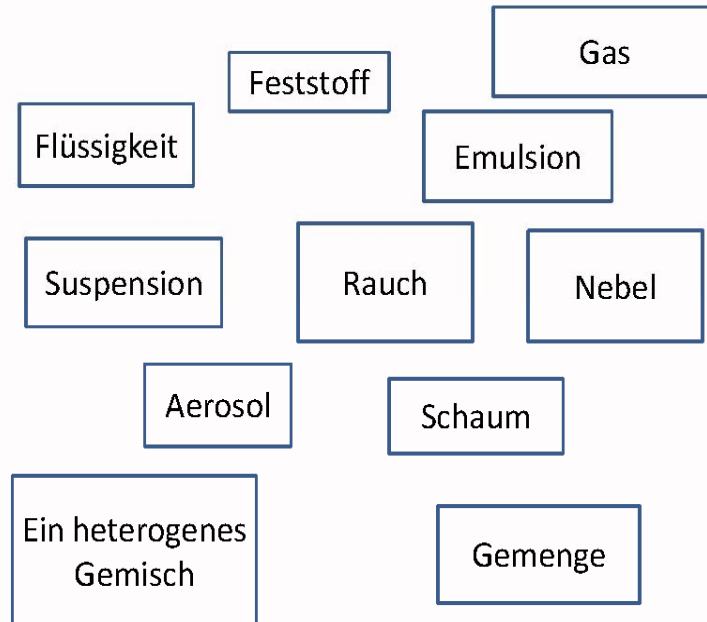 Gas
Feststoff
Flüssigkeit
Emulsion
Suspension
Rauch
Nebel
Aerosol
Schaum
Ein heterogenes
Gemisch
Gemenge